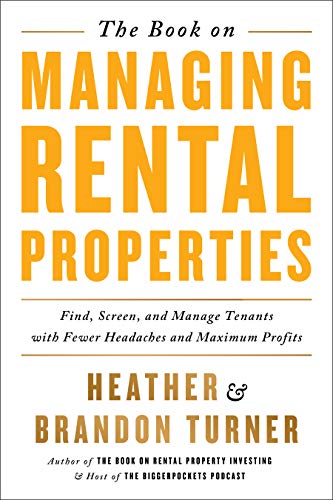 The Book on
MANAGING
RENTAL
PROPERTIES
Find, Screen, and Manage Tenants
with Fewer Headaches and Maximum Profits
HEATHER &
BRANDON TURNER
Author of THE BOOK ON RENTAL PROPERTY INVESTING
& Host of THE BIGGERPOCKETS PODCAST